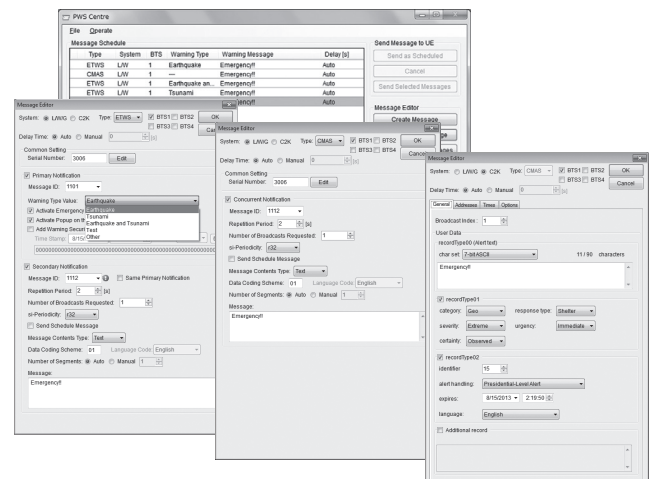 PWS Centre
File Operate
Message Schedule
Type System BTS Warning Type Warning Message Delay [s]
ETWS L/W 1 Earthquake Emergency!! Auto
CMAS L/W 1 --- Emergency!! Auto
ETWS L/W 1 Earthquake an... Emergency!! Auto
ETWS L/W 1 Tsunami Emergency!! Auto
Auto
Send Message to UE
Send as Scheduled
Cancel
Send Selected Messages
Message Editor
Create Message
Message Editor
System: L/W/G C2K Type: ETWS BTS1 BTS2 OK
BTS3 BTS4
Delay Time: Auto Manual 0 [s]
Common Setting
Serial Number: 3006 Edit
Primary Notification
Message ID: 1101
Warning Type Value: Earthquake
Earthquake
Tsunami
Earthquake and Tsunami
Text
Other
Activate Emergency
Activate Popup on th
Add Warning Secur
Time Stamp: 8/15/
Secondary Notification
Message ID: 1112 Same Primary Notification
Repetition Period: 2 [s]
Number of Broadcasts Requested: 1
si-Periodicity: r32
Send Schedule Message
Message Contents Type: Text
Data Coding Scheme: 01 Language Code: English
Number of Segments: Auto Manual 1
Message:
Emergency!!
Message Editor
System: L/W/G C2K Type: CMAS BTS1 BTS2 OK
BTS3 BTS4 Cancel
Delay Time: Auto Manual 0 [s]
Common Setting
Serial Number: 3006 Edit
Concurrent Notification
Message ID: 1112
Repetition Period: 2 [s]
Number of Broadcasts Requested: 1
si-Periodicity: r32
Send Schedule Message
Message Contents Type: Text
Data Coding Scheme: 01 Language Code: English
Number of Segments: Auto Manual 1
Message:
Emergency!!
Message Editor
System: L/W/G C2K Type: CMAS BTS1 BTS2 OK
BTS3 BTS4 Cancel
Delay Time: Auto Manual 0 [s]
General Addresses Times Options
Broadcast Index: 1
User Data
recordType00 (Alert text)
char set: 7-bit ASCII 11 / 90 characters
Emergency!!
recordType01
category: Geo response type: Shelter
severity: Extreme urgency: Immediate
certainty: Observed
recordType02
identifier 15
alert handling: Presidential-Level Alert
expires: 8/15/2013 2:19:50
language: English
Additional record